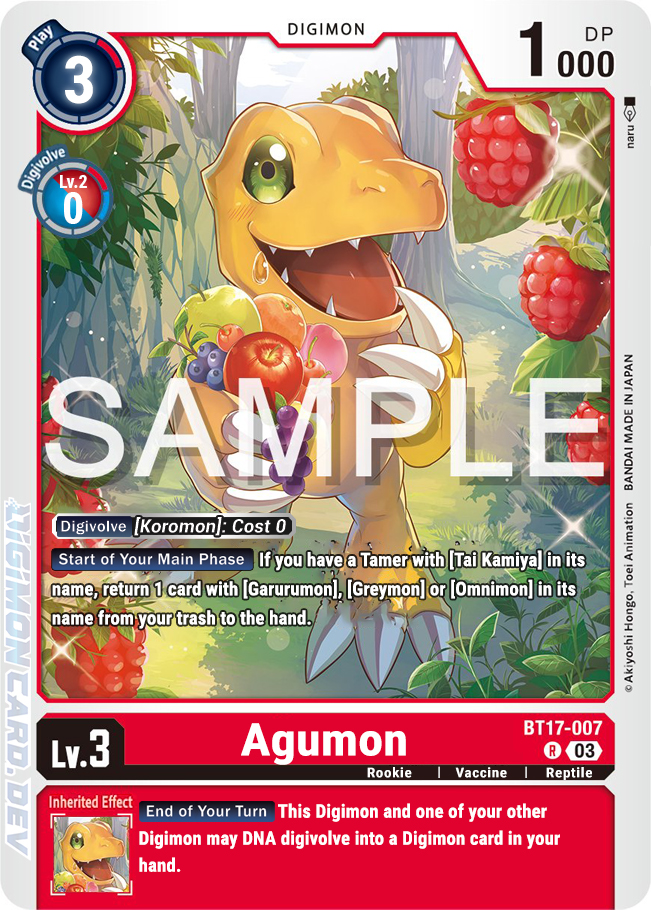 DIGIMON
Play
3
DP
1000
Digivolve
Lv.2
0
naru
SAMPLE
Digivolve [Koromon]: Cost 0
Start of Your Main Phase If you have a Tamer with [Tai Kamiya] in its
name, return 1 card with [Garurumon], [Greymon] or [Omnimon] in its
name from your trash to the hand.
© Akiyoshi Hongo, Toei Animation BANDAI MADE IN JAPAN
DIGIMONCARD.DEV
Lv.3
Agumon
BT17-007
R 03
Rookie | Vaccine | Reptile
Inherited Effect
End of Your Turn This Digimon and one of your other
Digimon may DNA digivolve into a Digimon card in your
hand.